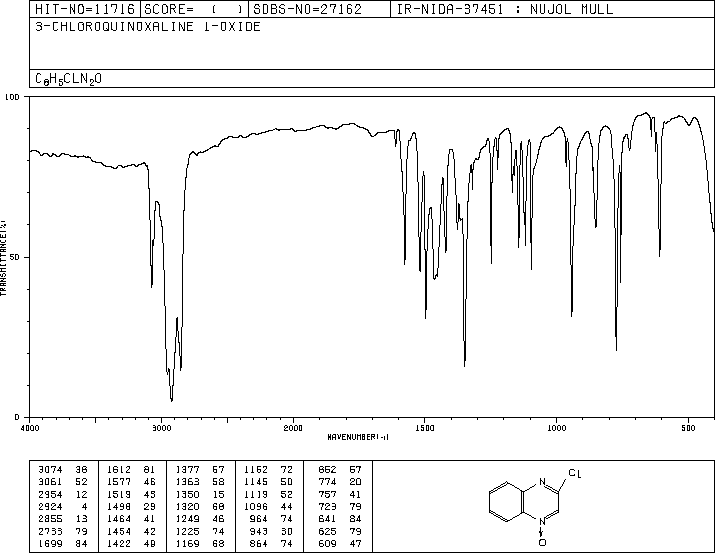 HIT-NO=11716 SCORE= ( ) SDBS-NO=27162 IR-NIDA-37451 : NUJOL MULL
3-CHLOROQUINOXALINE 1-OXIDE
C8H5CLN2O
100
50
0
TRANSMITTANCE(%)
4000 3000 2000 1500 1000 500
WAVENUMBER(-1)
3074 38 1612 81 1377 57 1162 72 852 57
3061 52 1577 46 1363 58 1145 50 774 20
2954 12 1519 43 1350 15 1119 52 757 41
2924 4 1498 29 1320 68 1096 44 723 79
2855 13 1464 41 1249 46 964 74 641 84
2733 79 1454 42 1225 74 943 30 625 79
1699 84 1422 49 1169 68 864 74 609 47
Cl
N
N
O